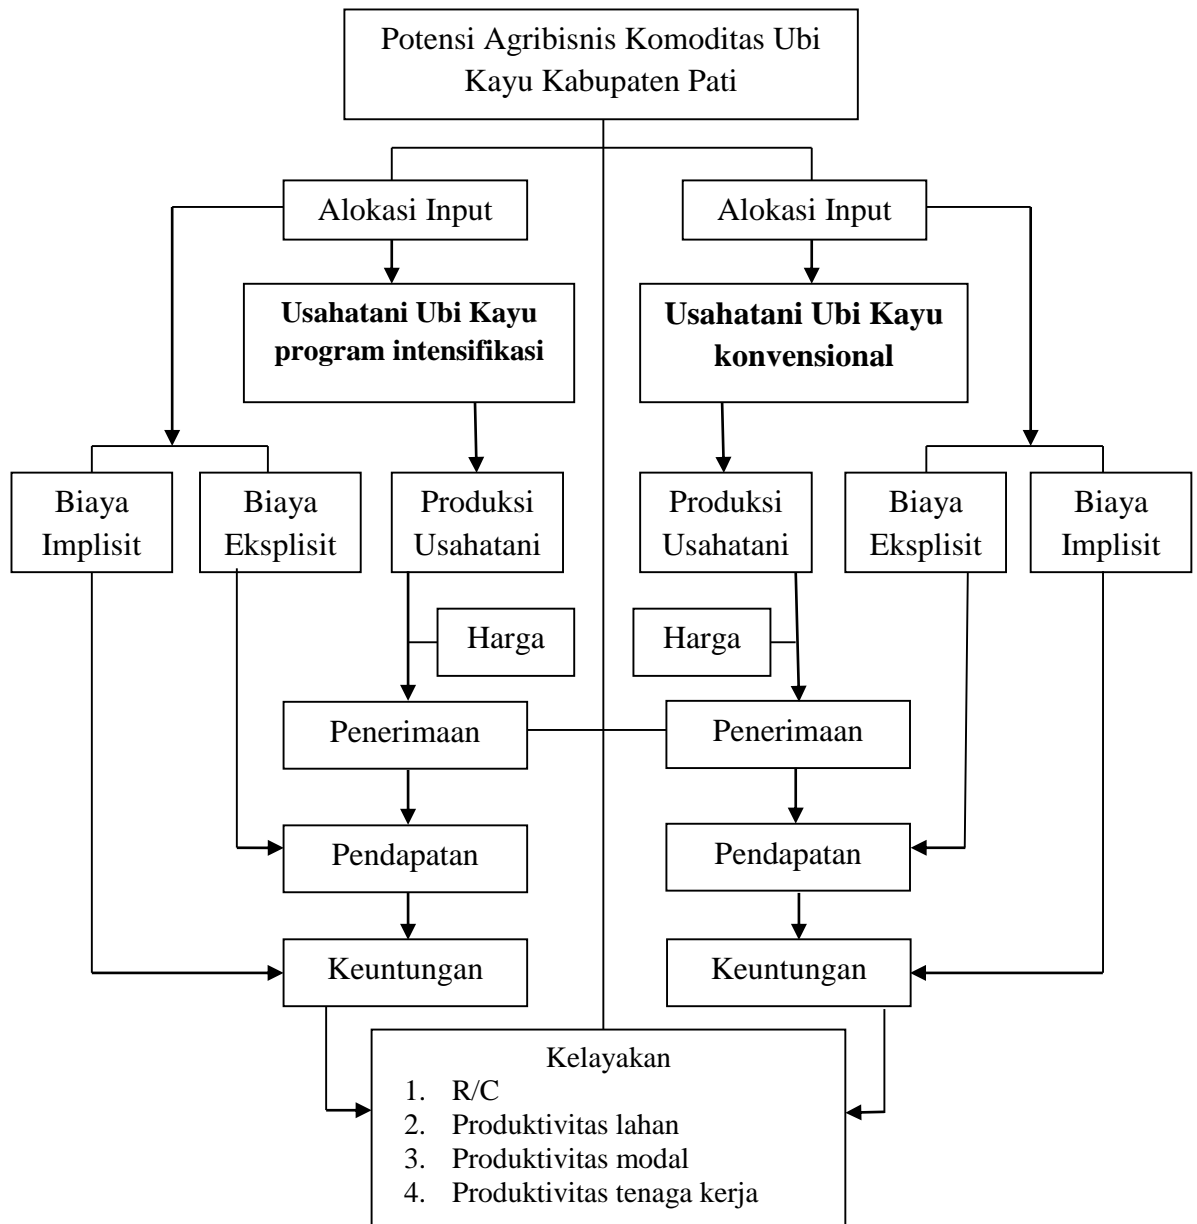 Potensi Agribisnis Komoditas Ubi
Kayu Kabupaten Pati
Alokasi Input
Alokasi Input
Usahatani Ubi Kayu
program intensifikasi
Usahatani Ubi Kayu
konvensional
Biaya
Implisit
Biaya
Eksplisit
Produksi
Usahatani
Produksi
Usahatani
Biaya
Eksplisit
Biaya
Implisit
Harga
Harga
Penerimaan
Penerimaan
Pendapatan
Pendapatan
Keuntungan
Keuntungan
Kelayakan
1. R/C
2. Produktivitas lahan
3. Produktivitas modal
4. Produktivitas tenaga kerja